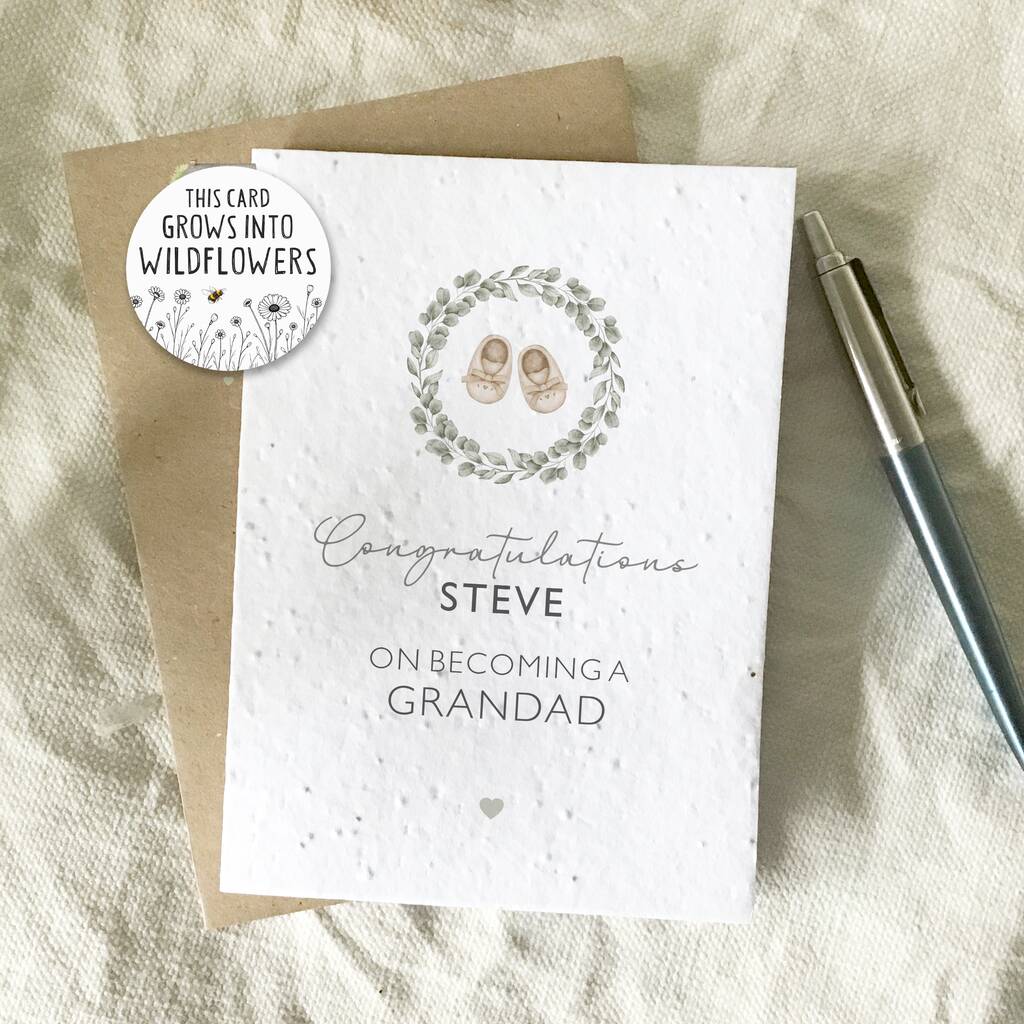 THIS CARD
GROWS INTO
WILDFLOWERS
Congratulations
STEVE
ON BECOMING A
GRANDAD